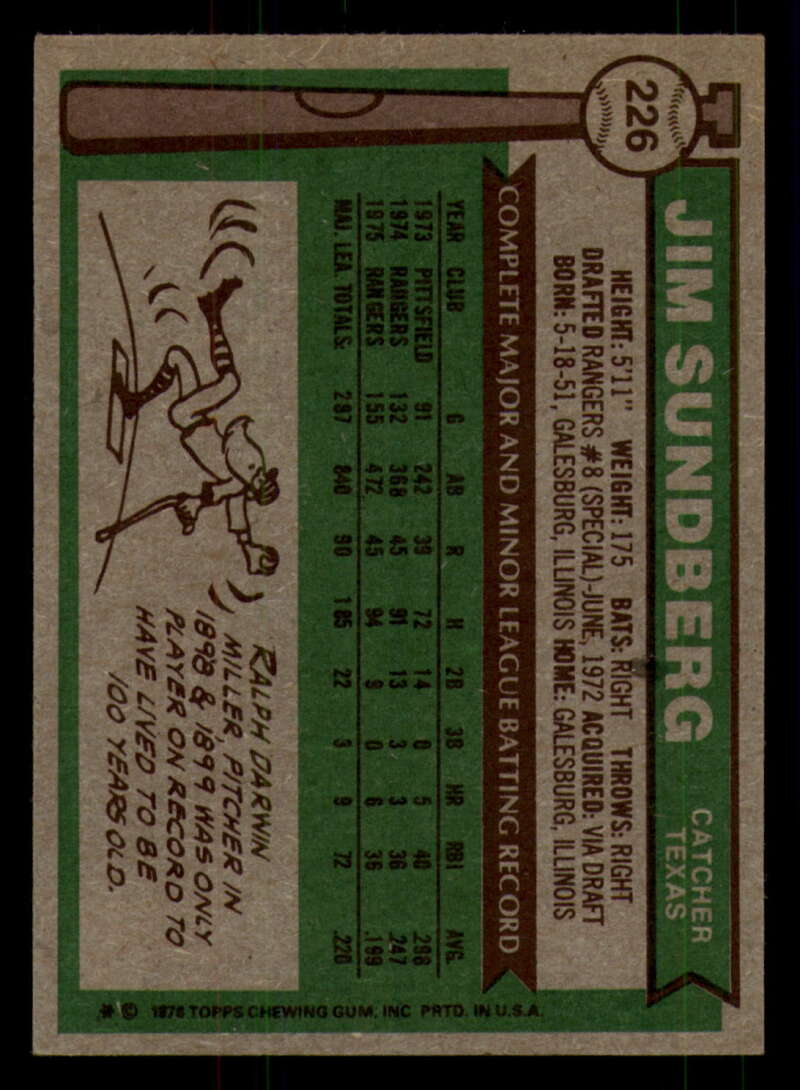 226
JIM SUNDBERG
CATCHER
TEXAS
HEIGHT: 5'11" WEIGHT: 175 BATS: RIGHT THROWS: RIGHT
DRAFTED RANGERS #8 (SPECIAL)-JUNE, 1972 ACQUIRED: VIA DRAFT
BORN: 5-18-51, GALESBURG, ILLINOIS HOME: GALESBURG, ILLINOIS
COMPLETE MAJOR AND MINOR LEAGUE BATTING RECORD
YEAR CLUB G AB R H 2B 3B HR RBI AVG.
1973 PITTSFIELD 91 242 39 72 14 0 5 40 .298
1974 RANGERS 132 368 45 91 13 3 3 36 .247
1975 RANGERS 155 472 45 94 9 0 6 36 .199
MAJ. LEA. TOTALS: 287 840 90 185 22 3 9 72 .220
RALPH DARWIN
MILLER, PITCHER IN
1898 & 1899 WAS ONLY
PLAYER ON RECORD TO
HAVE LIVED TO BE
100 YEARS OLD.
* © 1976 TOPPS CHEWING GUM, INC PRTD. IN U.S.A.